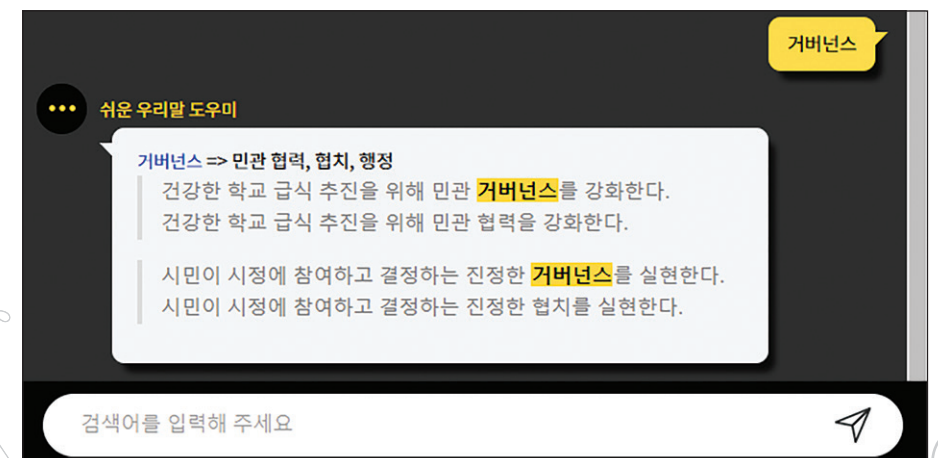 거버넌스
쉬운 우리말 도우미
거버넌스 => 민관 협력, 협치, 행정
건강한 학교 급식 추진을 위해 민관 거버넌스를 강화한다.
건강한 학교 급식 추진을 위해 민관 협력을 강화한다.
시민이 시정에 참여하고 결정하는 진정한 거버넌스를 실현한다.
시민이 시정에 참여하고 결정하는 진정한 협치를 실현한다.
검색어를 입력해 주세요